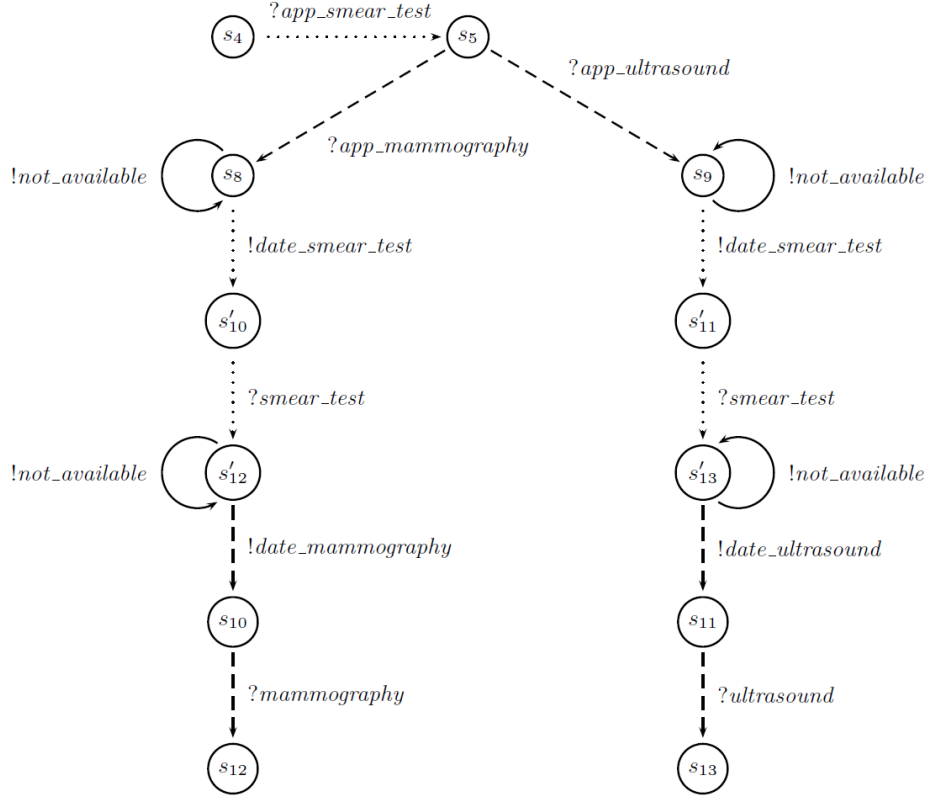 ?app_smear_test
s4 s5
?app_ultrasound
?app_mammography
!not_available s8 s9 !not_available
!date_smear_test !date_smear_test
s′10 s′11
?smear_test ?smear_test
!not_available s′12 s′13 !not_available
!date_mammography !date_ultrasound
s10 s11
?mammography ?ultrasound
s12 s13